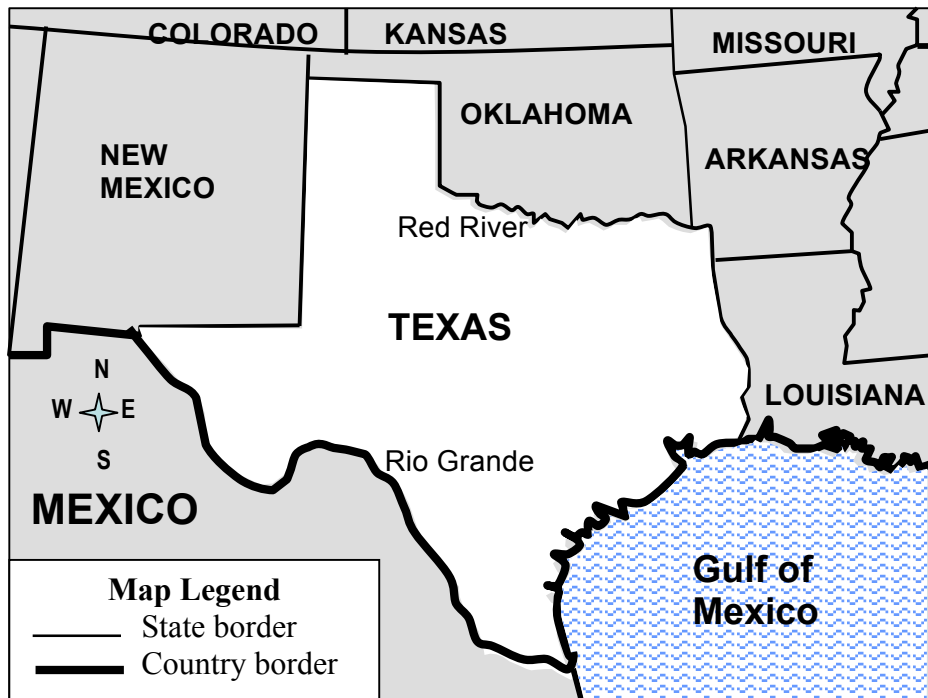 COLORADO
KANSAS
MISSOURI
OKLAHOMA
NEW
MEXICO
ARKANSAS
Red River
TEXAS
N
W
E
S
LOUISIANA
Rio Grande
MEXICO
Gulf of
Mexico
Map Legend
State border
Country border